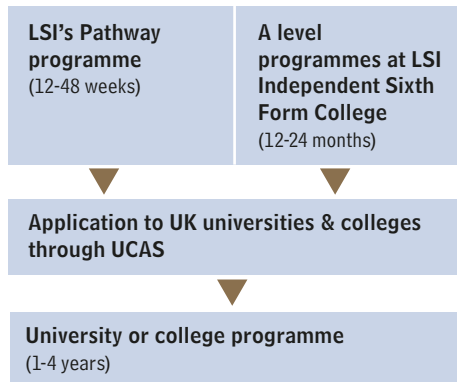 LSI's Pathway
programme
(12-48 weeks)
A level
programmes at LSI
Independent Sixth
Form College
(12-24 months)
Application to UK universities & colleges
through UCAS
University or college programme
(1-4 years)